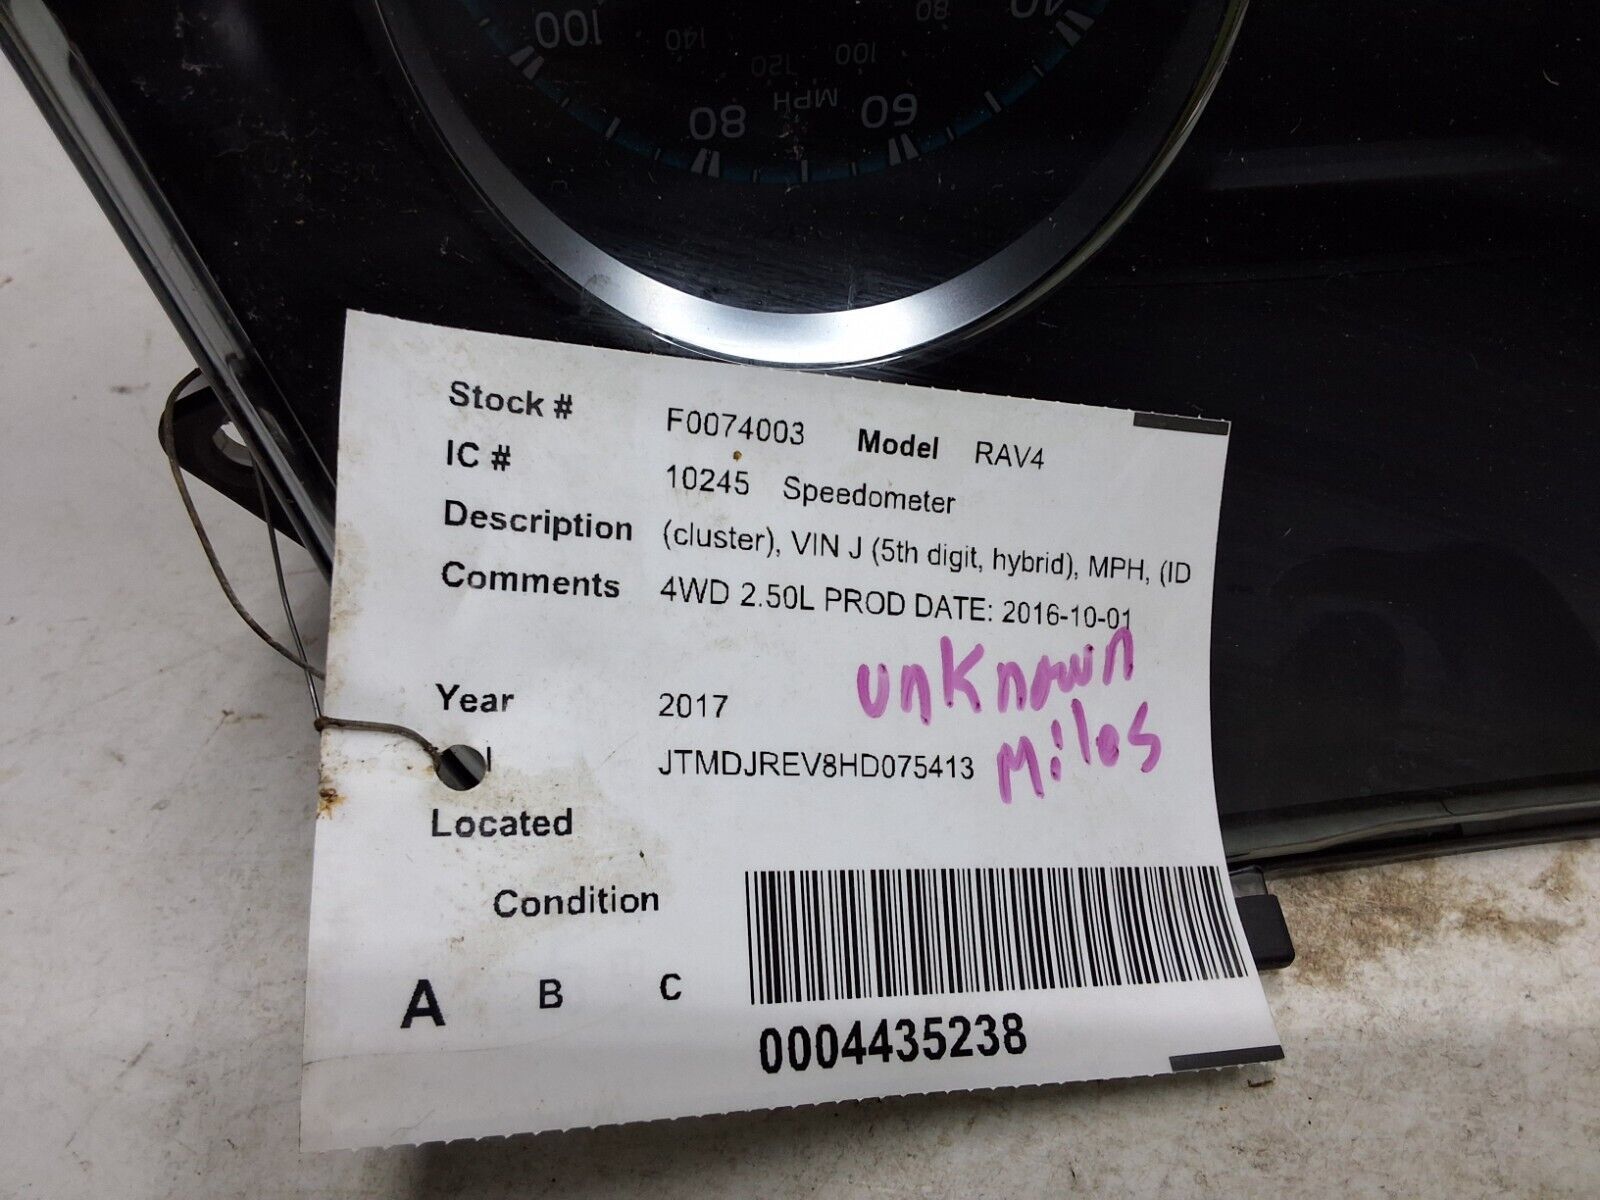 100
140
120
100
80
40
MPH
80
60
Stock # F0074003 Model RAV4
IC # 10245 Speedometer
Description (cluster), VIN J (5th digit, hybrid), MPH, (ID
Comments 4WD 2.50L PROD DATE: 2016-10-01
unknown
Miles
Year 2017
JTMDJREV8HD075413
Located
Condition
A B C
0004435238